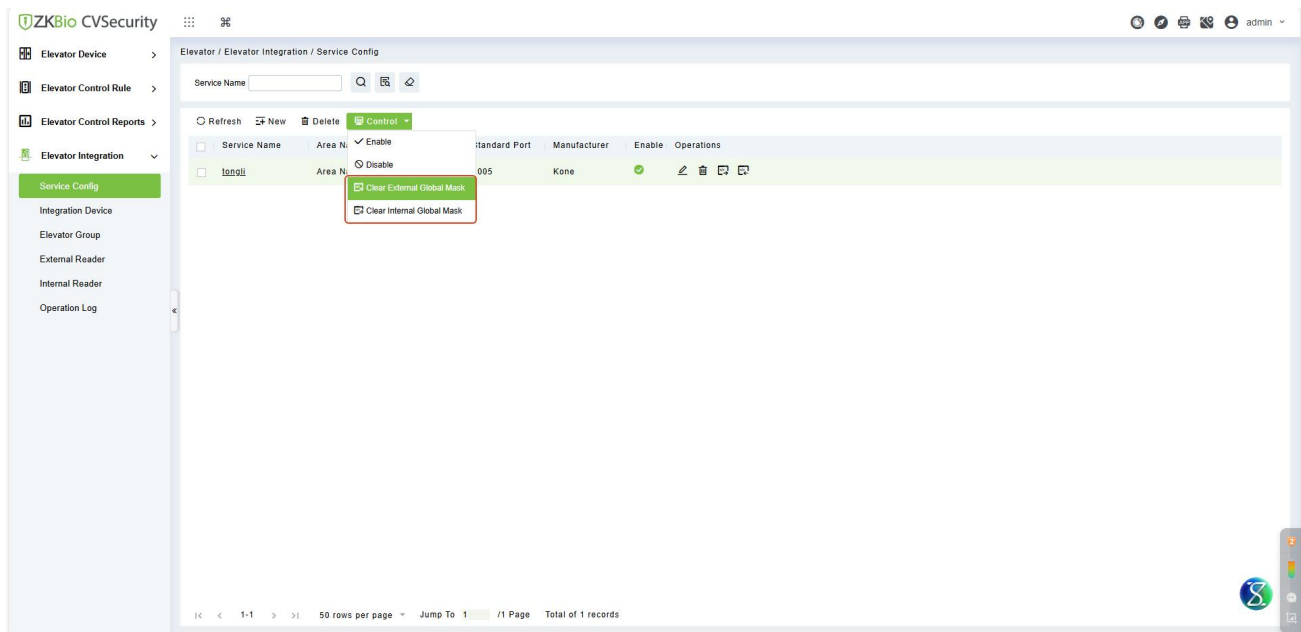 ZKBio CVSecurity
admin
Elevator Device
Elevator Control Rule
Elevator Control Reports
Elevator Integration
Service Config
Integration Device
Elevator Group
External Reader
Internal Reader
Operation Log
Elevator / Elevator Integration / Service Config
Service Name
Refresh New Delete Control
Enable
Disable
Clear External Global Mask
Clear Internal Global Mask
Service Name Area N Standard Port Manufacturer Enable Operations
tongli Area N 005 Kone
1-1 50 rows per page Jump To 1 /1 Page Total of 1 records